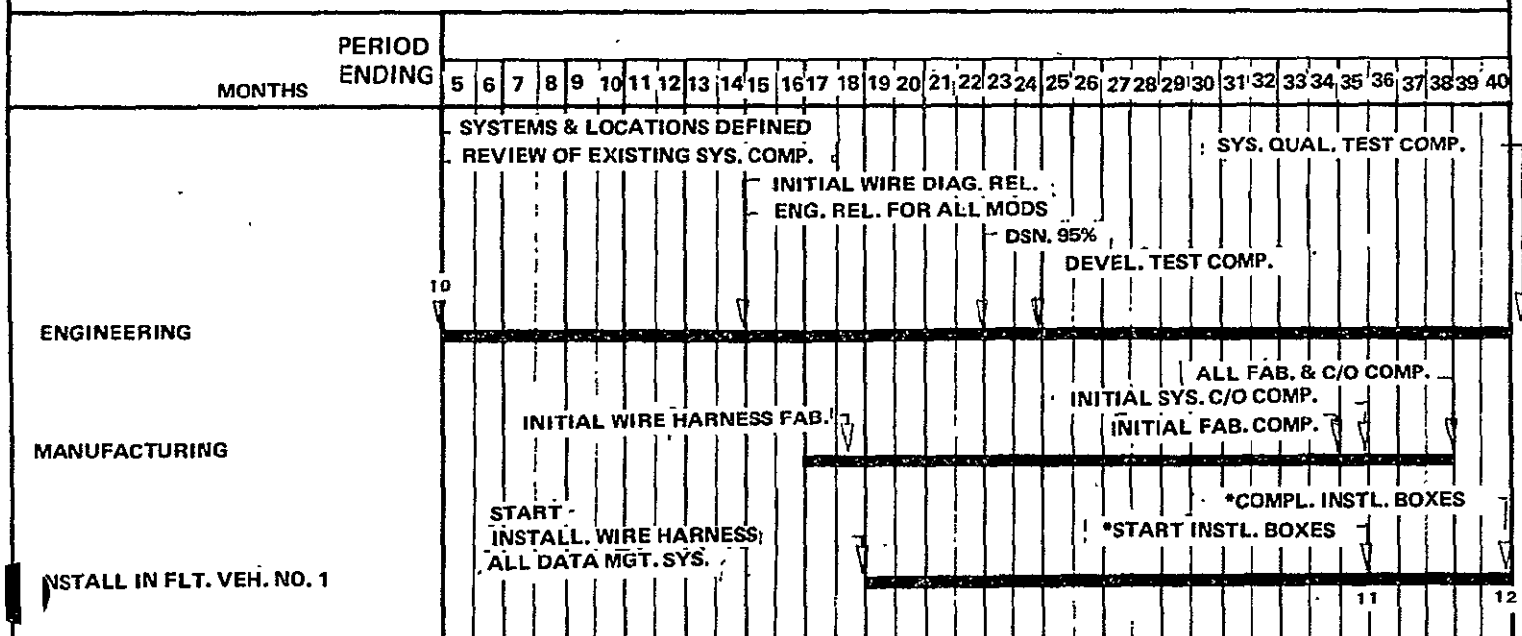 PERIOD
ENDING
MONTHS
5 6 7 8 9 10 11 12 13 14 15 16 17 18 19 20 21 22 23 24 25 26 27 28 29 30 31 32 33 34 35 36 37 38 39 40
SYSTEMS & LOCATIONS DEFINED
REVIEW OF EXISTING SYS. COMP.
SYS. QUAL. TEST COMP.
INITIAL WIRE DIAG. REL.
ENG. REL. FOR ALL MODS
DSN. 95%
DEVEL. TEST COMP.
10
ENGINEERING
ALL FAB. & C/O COMP.
INITIAL SYS. C/O COMP.
INITIAL WIRE HARNESS FAB.
INITIAL FAB. COMP.
MANUFACTURING
*COMPL. INSTL. BOXES
START
INSTALL. WIRE HARNESS
*START INSTL. BOXES
ALL DATA MGT. SYS.
NSTALL IN FLT. VEH. NO. 1
11 12